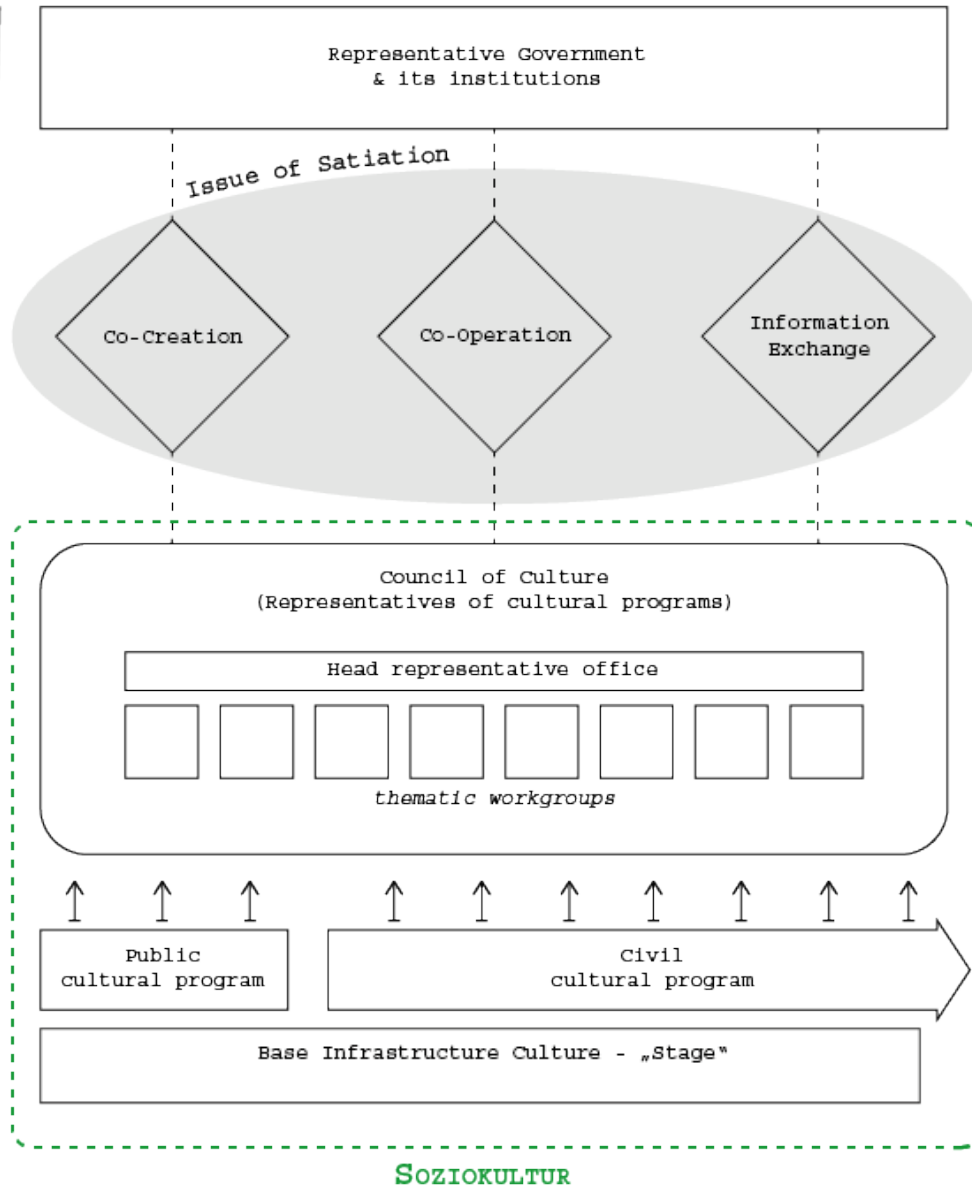 Representative Government
& its institutions
Issue of Satiation
Co-Creation
Co-Operation
Information
Exchange
Council of Culture
(Representatives of cultural programs)
Head representative office
thematic workgroups
Public
cultural program
Civil
cultural program
Base Infrastructure Culture - „Stage“
SOZIOKULTUR